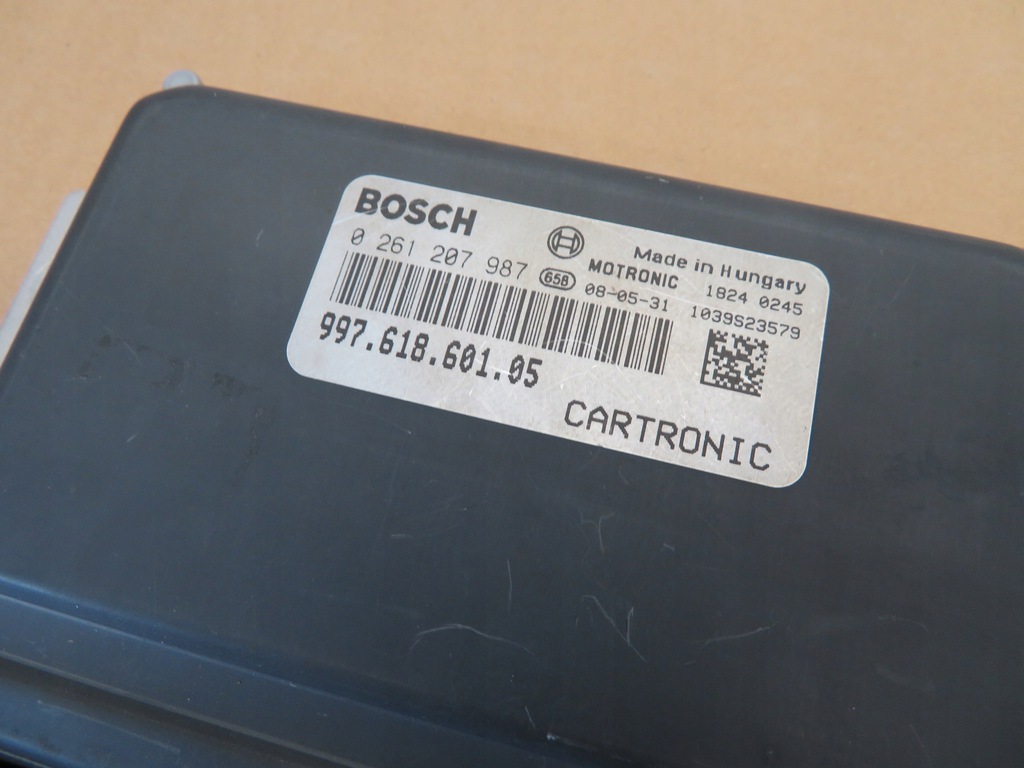 BOSCH
0 261 207 987
65B
MOTRONIC
08-05-31
Made in Hungary
1824 0245
1039S23579
997.618.601.05
CARTRONIC